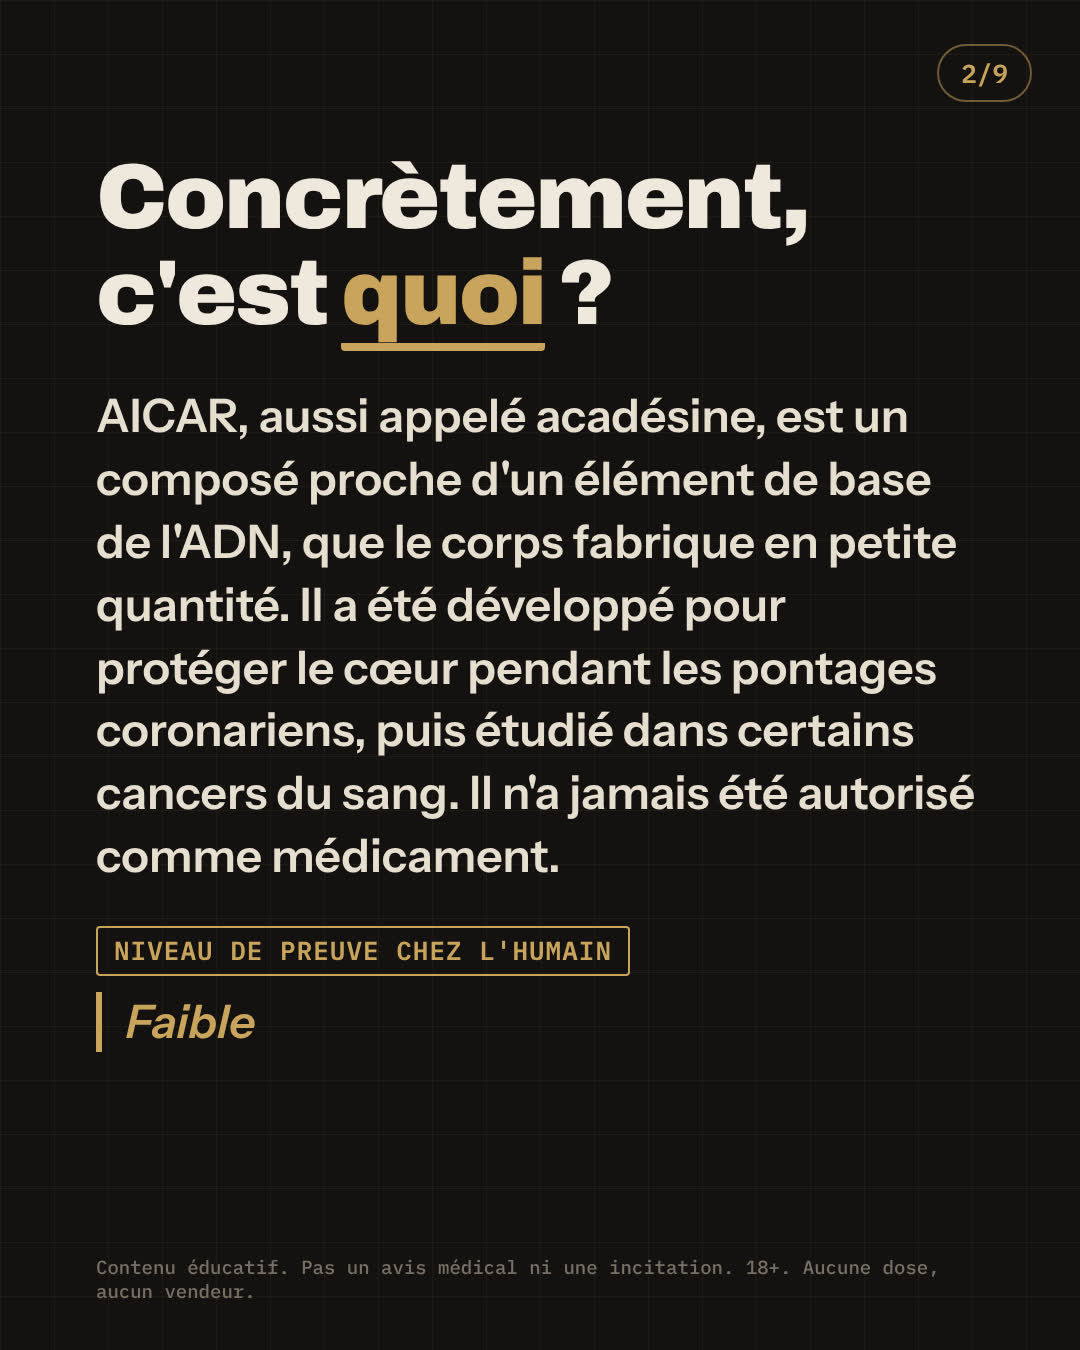 2/9
Concrètement,
c'est quoi ?
AICAR, aussi appelé acadésine, est un
composé proche d'un élément de base
de l'ADN, que le corps fabrique en petite
quantité. Il a été développé pour
protéger le cœur pendant les pontages
coronariens, puis étudié dans certains
cancers du sang. Il n'a jamais été autorisé
comme médicament.
NIVEAU DE PREUVE CHEZ L'HUMAIN
Faible
Contenu éducatif. Pas un avis médical ni une incitation. 18+. Aucune dose,
aucun vendeur.